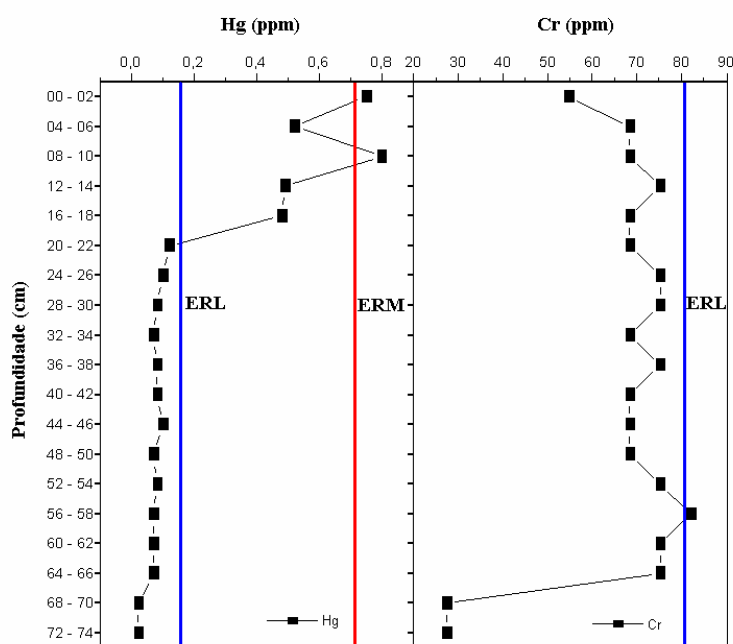 Hg (ppm) Cr (ppm)
0,0 0,2 0,4 0,6 0,8 20 30 40 50 60 70 80 90
00 - 02
04 - 06
08 - 10
12 - 14
16 - 18
20 - 22
24 - 26
28 - 30
ERL ERM ERL
32 - 34
36 - 38
40 - 42
44 - 46
48 - 50
52 - 54
56 - 58
60 - 62
64 - 66
68 - 70
72 - 74
Profundidade (cm)
Hg Cr